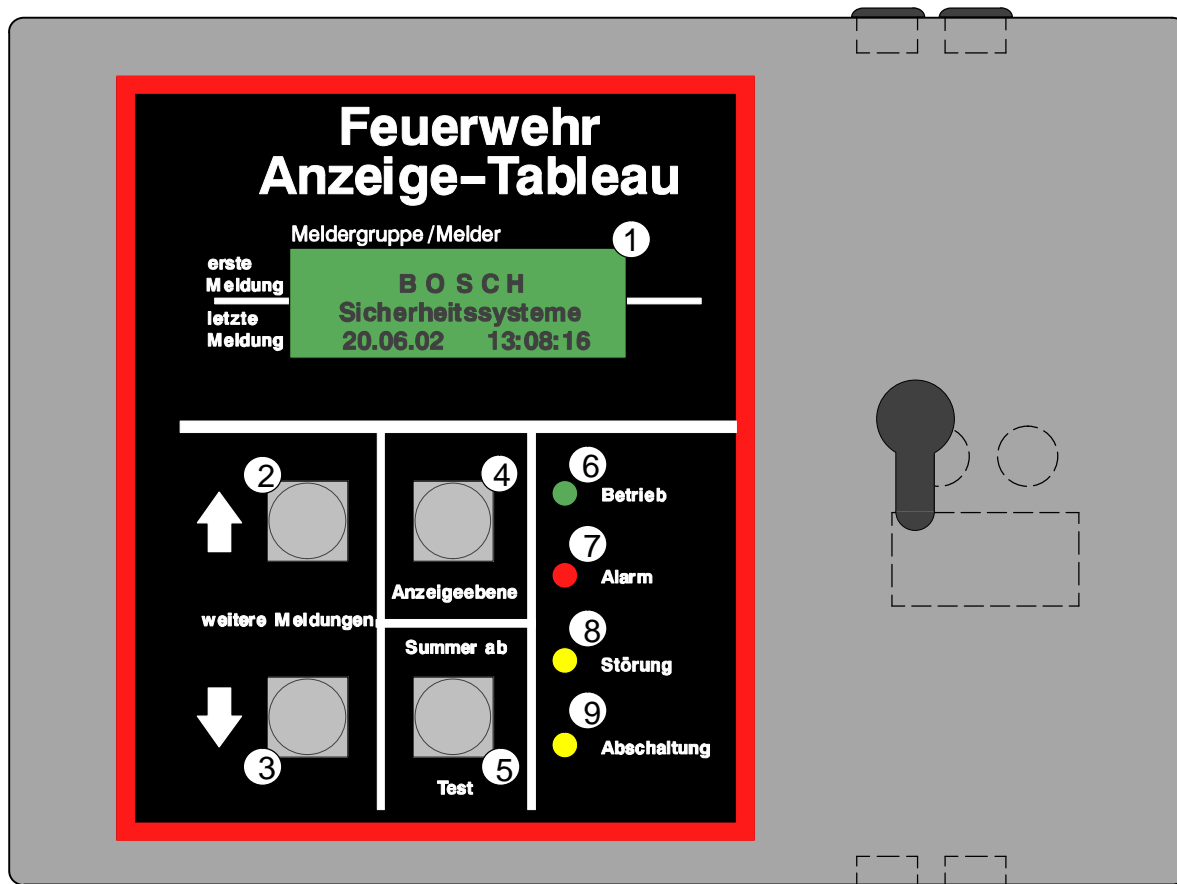 Feuerwehr
Anzeige-Tableau
Meldergruppe / Melder
1
erste
Meldung
letzte
Meldung
B O S C H
Sicherheitssysteme
20.06.02 13:08:16
2
4
6
Betrieb
7
Alarm
Anzeigeebene
weitere Meldungen
Summer ab
8
Störung
9
Abschaltung
3
5
Test